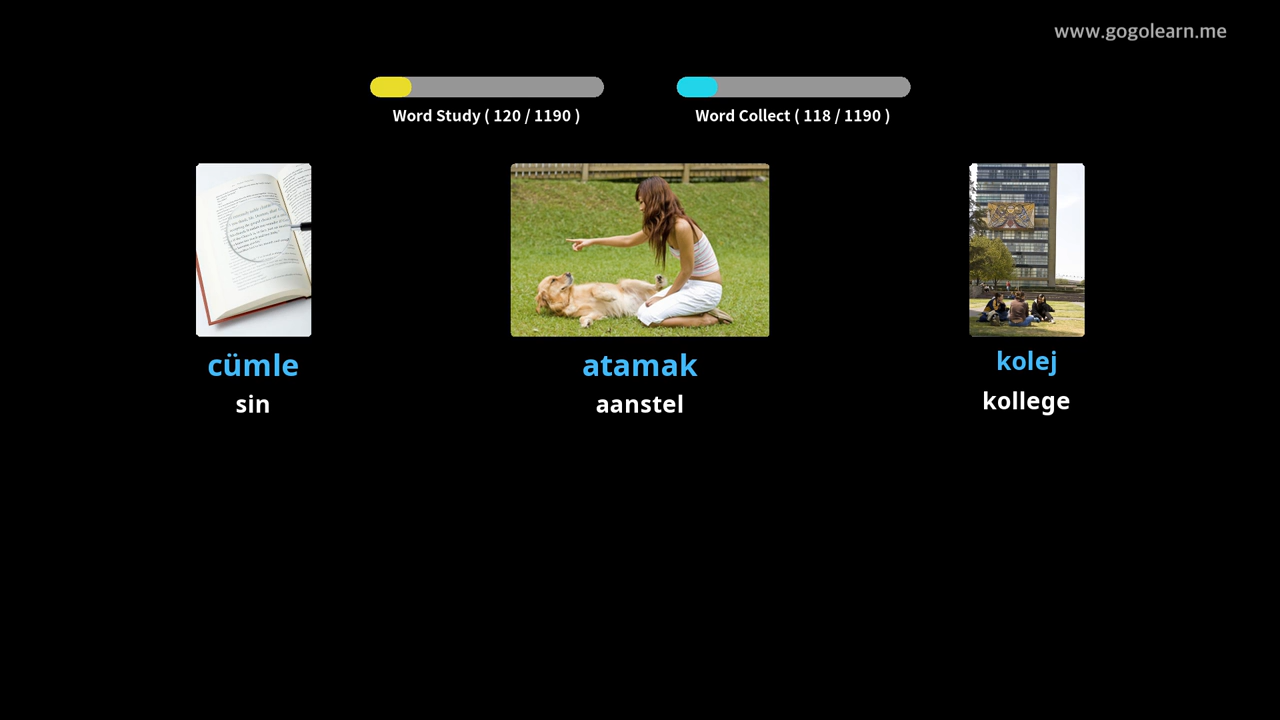 www.gogolearn.me
Word Study ( 120 / 1190 )
Word Collect ( 118 / 1190 )
cümle
sin
atamak
aanstel
kolej
kollege